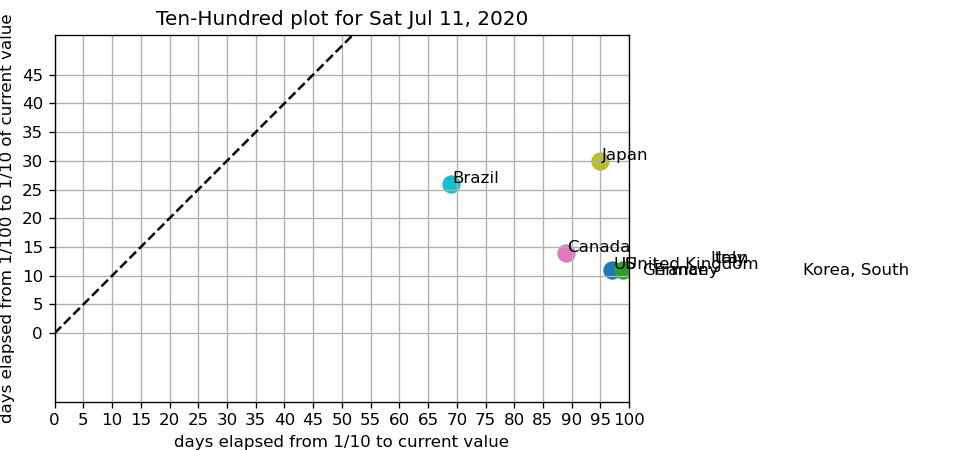 Ten-Hundred plot for Sat Jul 11, 2020
days elapsed from 1/100 to 1/10 of current value
45
40
35
30
25
20
15
10
5
0
Japan
Brazil
Canada
Italy
US
United Kingdom
Germany
Korea, South
0 5 10 15 20 25 30 35 40 45 50 55 60 65 70 75 80 85 90 95 100
days elapsed from 1/10 to current value